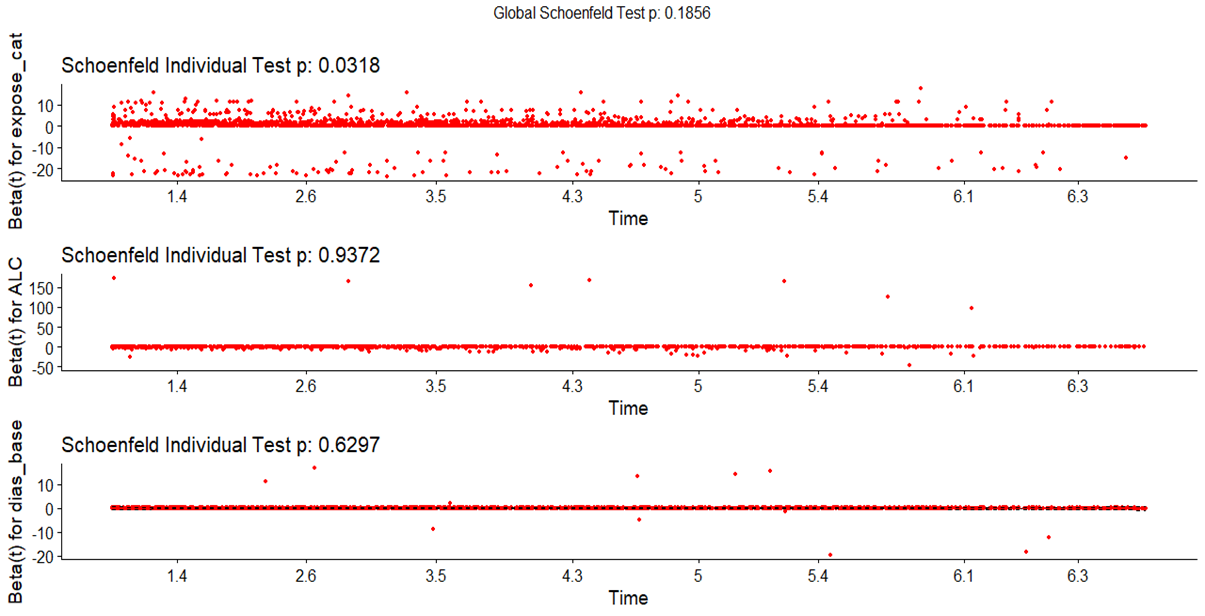 Global Schoenfeld Test p: 0.1856
Schoenfeld Individual Test p: 0.0318
Beta(t) for expose_cat
10
0
-10
-20
1.4 2.6 3.5 4.3 5 5.4 6.1 6.3
Time
Schoenfeld Individual Test p: 0.9372
Beta(t) for ALC
150
100
50
0
-50
1.4 2.6 3.5 4.3 5 5.4 6.1 6.3
Time
Schoenfeld Individual Test p: 0.6297
Beta(t) for dias_base
10
0
-10
-20
1.4 2.6 3.5 4.3 5 5.4 6.1 6.3
Time